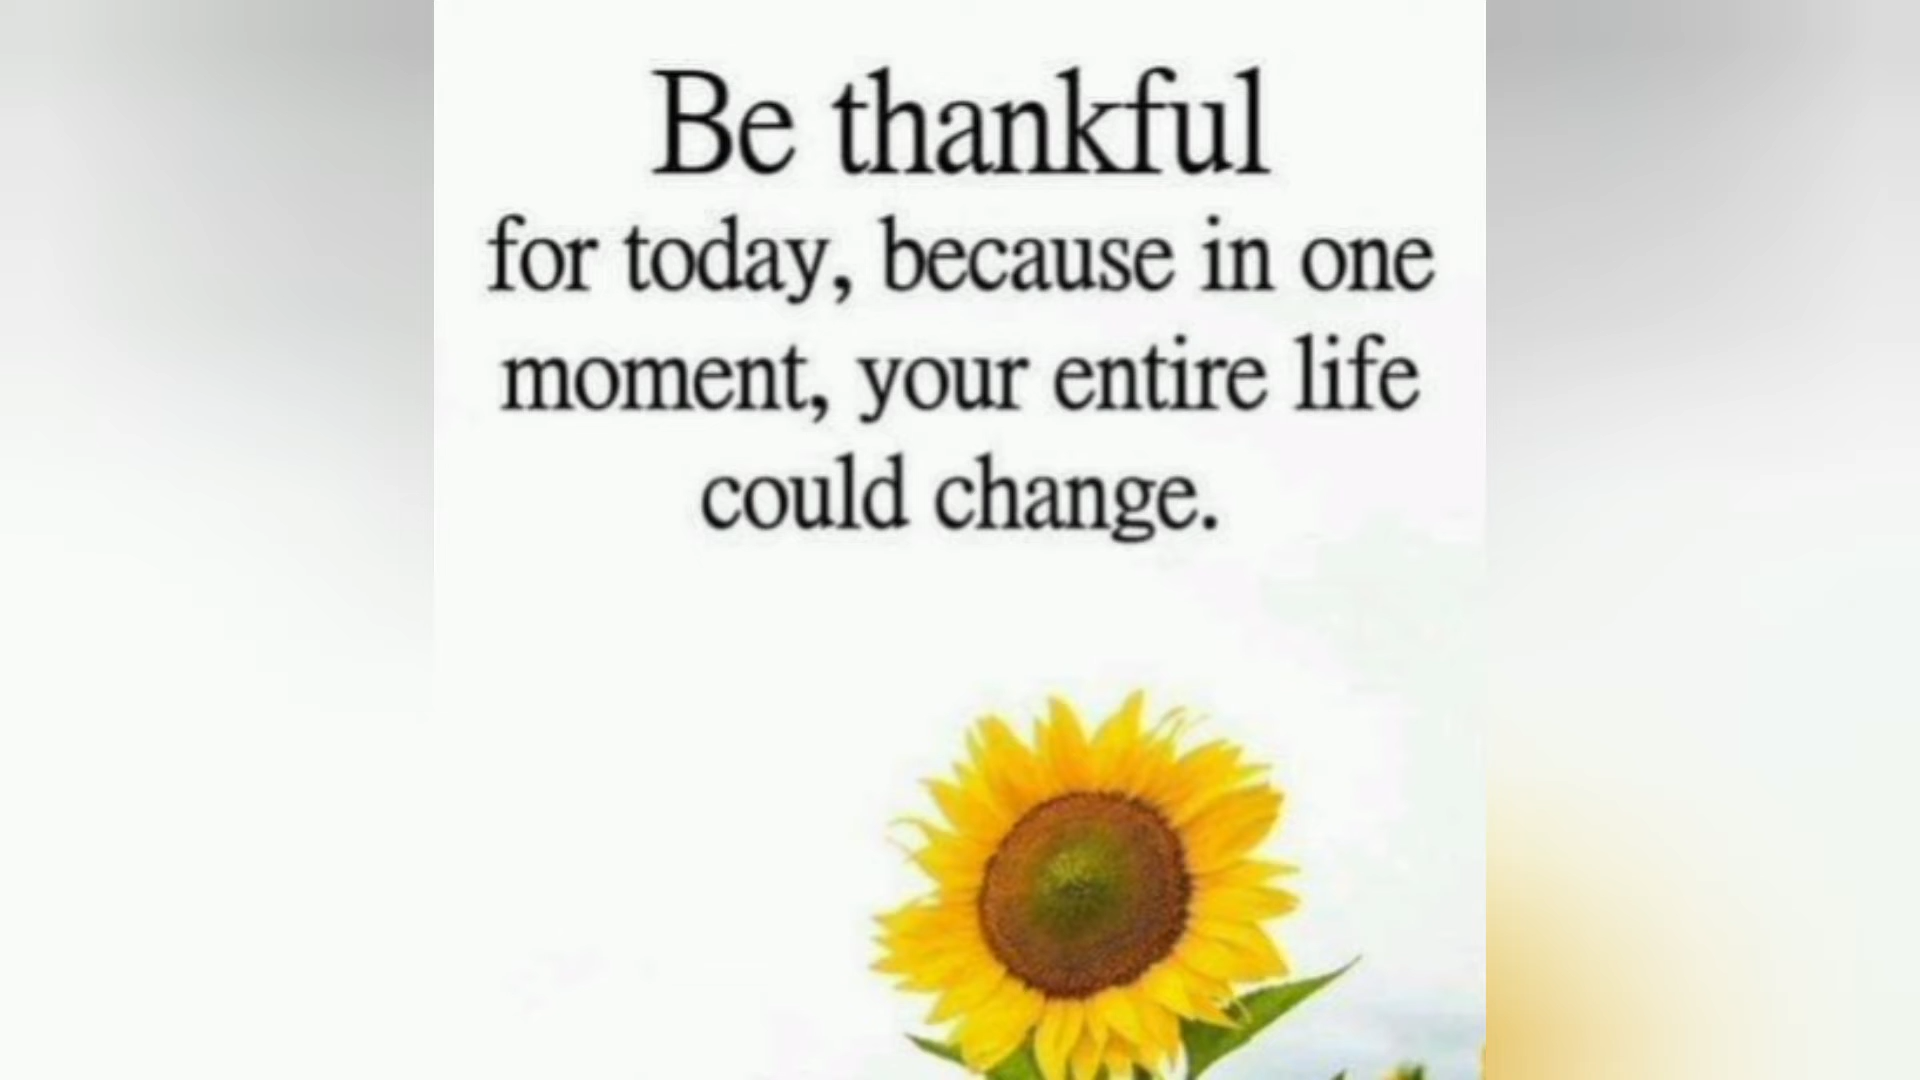 Be thankful
for today, because in one
moment, your entire life
could change.